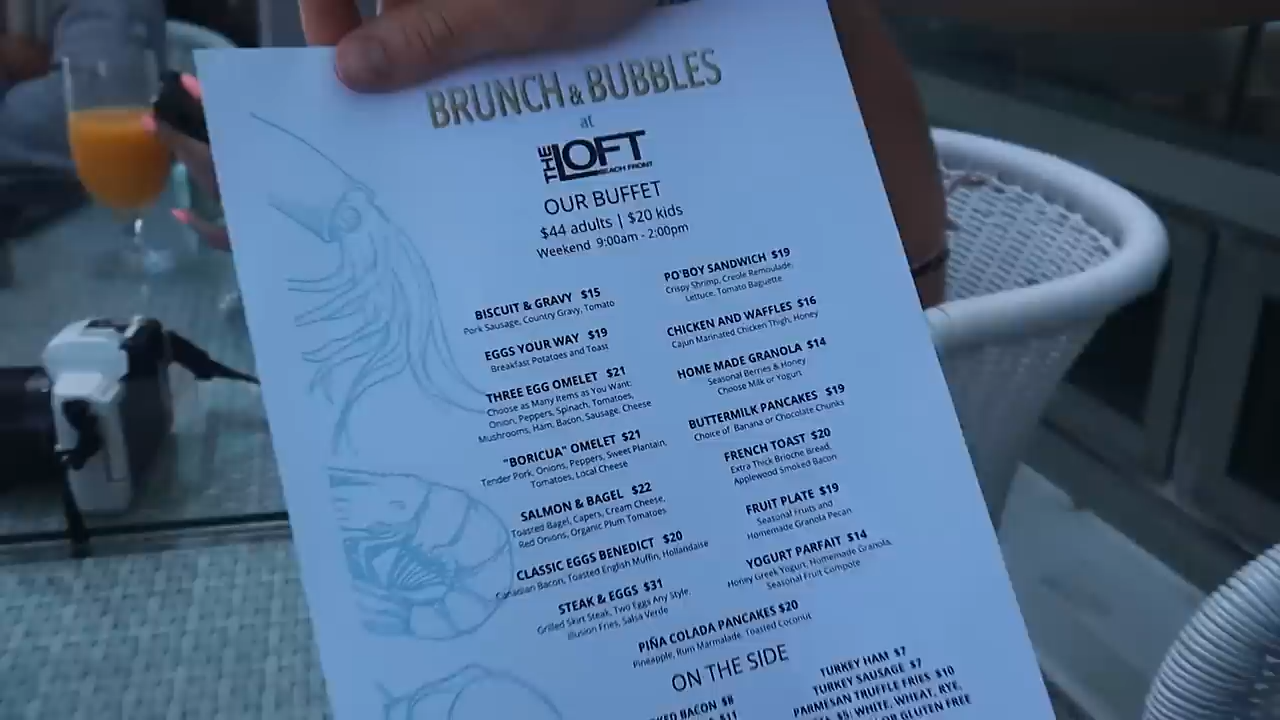 BRUNCH & BUBBLES
at
THE LOFT
BEACH FRONT
OUR BUFFET
$44 adults | $20 kids
Weekend 9:00am - 2:00pm
BISCUIT & GRAVY $15
Pork Sausage, Country Gravy, Tomato
EGGS YOUR WAY $19
Breakfast Potatoes and Toast
THREE EGG OMELET $21
Choose as Many Items as You Want:
Onion, Peppers, Spinach, Tomatoes,
Mushrooms, Ham, Bacon, Sausage, Cheese
"BORICUA" OMELET $21
Tender Pork, Onions, Peppers, Sweet Plantain,
Tomatoes, Local Cheese
SALMON & BAGEL $22
Toasted Bagel, Capers, Cream Cheese,
Red Onions, Organic Plum Tomatoes
CLASSIC EGGS BENEDICT $20
Canadian Bacon, Toasted English Muffin, Hollandaise
STEAK & EGGS $31
Grilled Skirt Steak, Two Eggs Any Style,
Illusion Fries, Salsa Verde
PO'BOY SANDWICH $19
Crispy Shrimp, Creole Remoulade,
Lettuce, Tomato Baguette
CHICKEN AND WAFFLES $16
Cajun Marinated Chicken Thigh, Honey
HOME MADE GRANOLA $14
Seasonal Berries & Honey
Choose Milk or Yogurt
BUTTERMILK PANCAKES $19
Choice of Banana or Chocolate Chunks
FRENCH TOAST $20
Extra Thick Brioche Bread,
Applewood Smoked Bacon
FRUIT PLATE $19
Seasonal Fruits and
Homemade Granola Pecan
YOGURT PARFAIT $14
Honey Greek Yogurt, Homemade Granola,
Seasonal Fruit Compote
PIÑA COLADA PANCAKES $20
Pineapple, Rum Marmalade, Toasted Coconut
ON THE SIDE
BACON $8
$11
TURKEY HAM $7
TURKEY SAUSAGE $7
PARMESAN TRUFFLE FRIES $10
$5: WHITE, WHEAT, RYE,
OR GLUTEN FREE